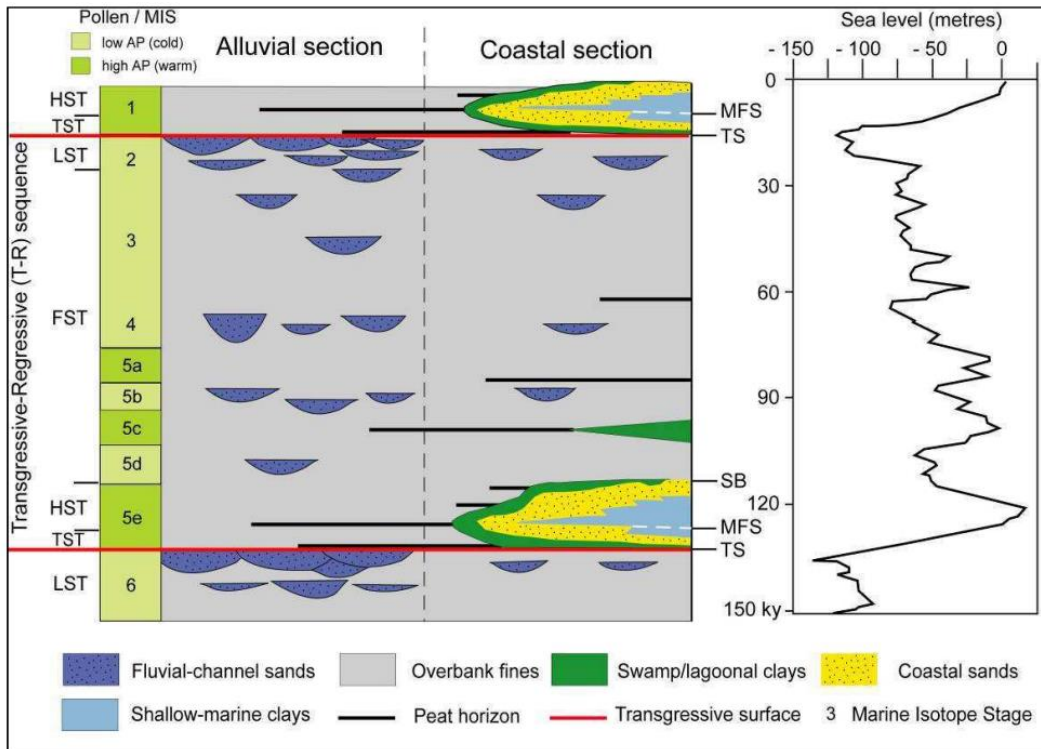 Pollen / MIS
low AP (cold)
high AP (warm)
Alluvial section
Coastal section
Sea level (metres)
- 150 - 100 - 50 0
HST
TST
LST
FST
HST
TST
LST
Transgressive-Regressive (T-R) sequence
1
2
3
4
5a
5b
5c
5d
5e
6
MFS
TS
SB
MFS
TS
0
30
60
90
120
150 ky
Fluvial-channel sands
Overbank fines
Swamp/lagoonal clays
Coastal sands
Shallow-marine clays
Peat horizon
Transgressive surface
3 Marine Isotope Stage